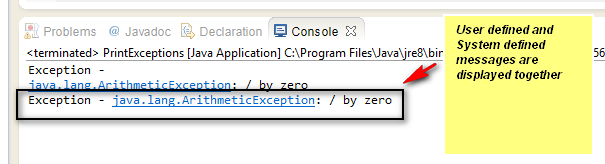 Problems @ Javadoc Declaration Console
<terminated> PrintExceptions [Java Application] C:\Program Files\Java\jre8\bin 56
Exception -
java.lang.ArithmeticException: / by zero
Exception - java.lang.ArithmeticException: / by zero
User defined and
System defined
messages are
displayed together